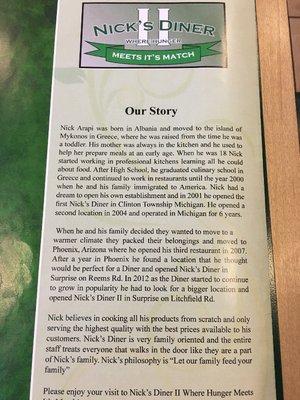 NICK'S DINER
II
WHERE HUNGER
MEETS IT'S MATCH
Our Story
Nick Arapi was born in Albania and moved to the island of
Mykonos in Greece, where he was raised from the time he was
a toddler. His mother was always in the kitchen and he used to
help her prepare meals at an early age. When he was 18 Nick
started working in professional kitchens learning all he could
about food. After High School, he graduated culinary school in
Greece and continued to work in restaurants until the year 2000
when he and his family immigrated to America. Nick had a
dream to open his own establishment and in 2001 he opened the
first Nick's Diner in Clinton Township Michigan. He opened a
second location in 2004 and operated in Michigan for 6 years.
When he and his family decided they wanted to move to a
warmer climate they packed their belongings and moved to
Phoenix, Arizona where he opened his third restaurant in 2007.
After a year in Phoenix he found a location that he thought
would be perfect for a Diner and opened Nick's Diner in
Surprise on Reems Rd. In 2012 as the Diner started to continue
to grow in popularity he had to look for a bigger location and
opened Nick's Diner II in Surprise on Litchfield Rd.
Nick believes in cooking all his products from scratch and only
serving the highest quality with the best prices available to his
customers. Nick's Diner is very family oriented and the entire
staff treats everyone that walks in the door like they are a part
of Nick's family. Nick's philosophy is "Let our family feed your
family"
Please enjoy your visit to Nick's Diner II Where Hunger Meets